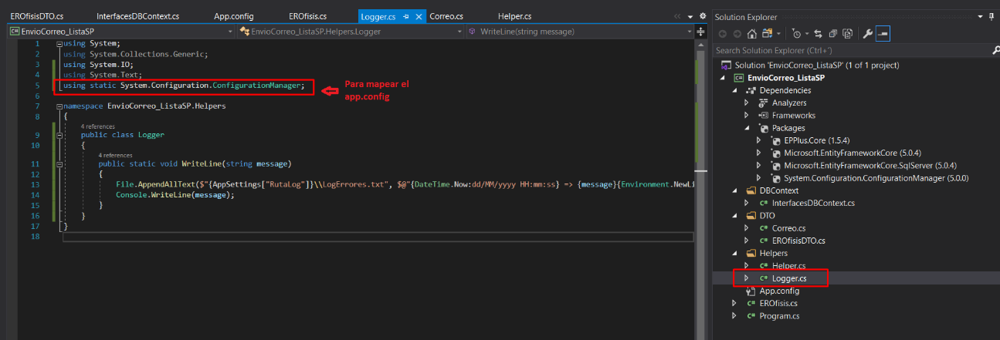 EROfisisDTO.cs InterfacesDBContext.cs App.config EROfisis.cs Logger.cs Correo.cs Helper.cs
EnvioCorreo_ListaSP EnvioCorreo_ListaSP.Helpers.Logger WriteLine(string message)
1 using System;
2 using System.Collections.Generic;
3 using System.IO;
4 using System.Text;
5 using static System.Configuration.ConfigurationManager;
Para mapear el
app.config
6
7 namespace EnvioCorreo_ListaSP.Helpers
8 {
4 references
9 public class Logger
10 {
4 references
11 public static void WriteLine(string message)
12 {
13 File.AppendAllText($"{AppSettings["RutaLog"]}\\LogErrores.txt", $@"{DateTime.Now:dd/MM/yyyy HH:mm:ss} => {message}{Environment.NewLi
14 Console.WriteLine(message);
15 }
16 }
17 }
18
Solution Explorer
Search Solution Explorer (Ctrl+´)
Solution 'EnvioCorreo_ListaSP' (1 of 1 project)
EnvioCorreo_ListaSP
Dependencies
Analyzers
Frameworks
Packages
EPPlus.Core (1.5.4)
Microsoft.EntityFrameworkCore (5.0.4)
Microsoft.EntityFrameworkCore.SqlServer (5.0.4)
System.Configuration.ConfigurationManager (5.0.0)
DBContext
C# InterfacesDBContext.cs
DTO
C# Correo.cs
C# EROfisisDTO.cs
Helpers
C# Helper.cs
C# Logger.cs
App.config
C# EROfisis.cs
C# Program.cs